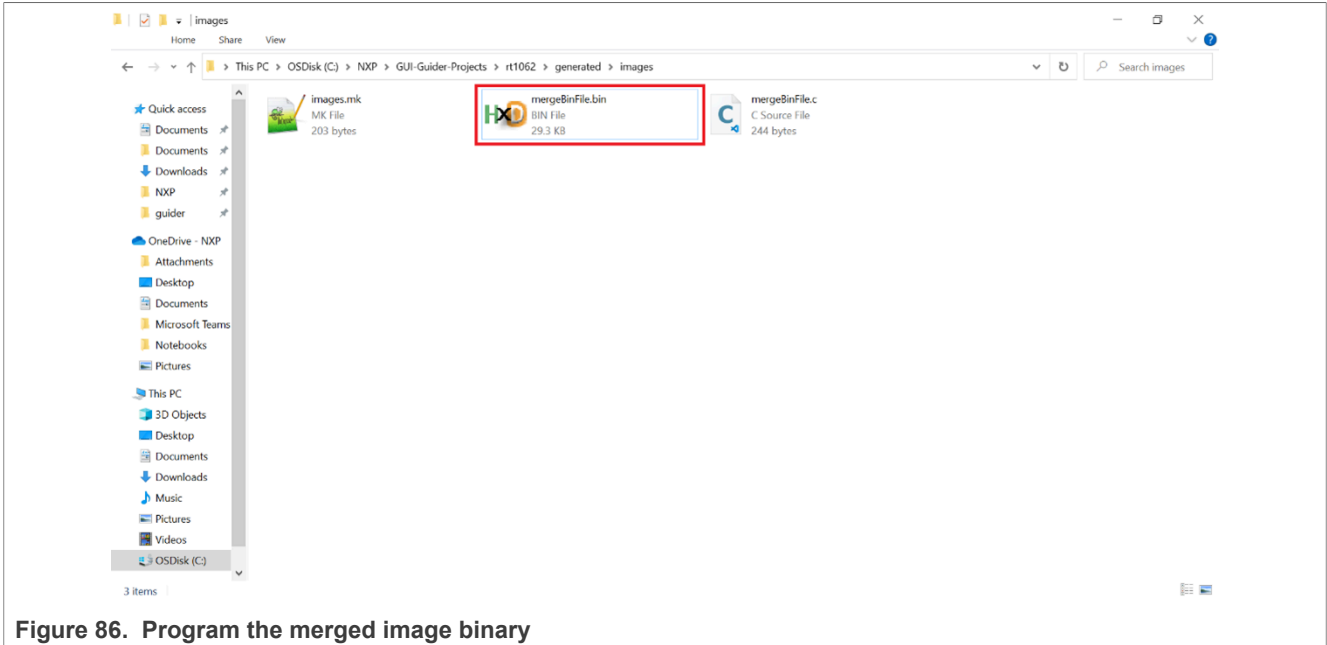 images
Home Share View
This PC > OSDisk (C:) > NXP > GUI-Guider-Projects > rt1062 > generated > images
Search images
Quick access
Documents
Documents
Downloads
NXP
guider
OneDrive - NXP
Attachments
Desktop
Documents
Microsoft Teams
Notebooks
Pictures
This PC
3D Objects
Desktop
Documents
Downloads
Music
Pictures
Videos
OSDisk (C:)
images.mk
MK File
203 bytes
HXD
mergeBinFile.bin
BIN File
29.3 KB
C
mergeBinFile.c
C Source File
244 bytes
3 items
Figure 86. Program the merged image binary